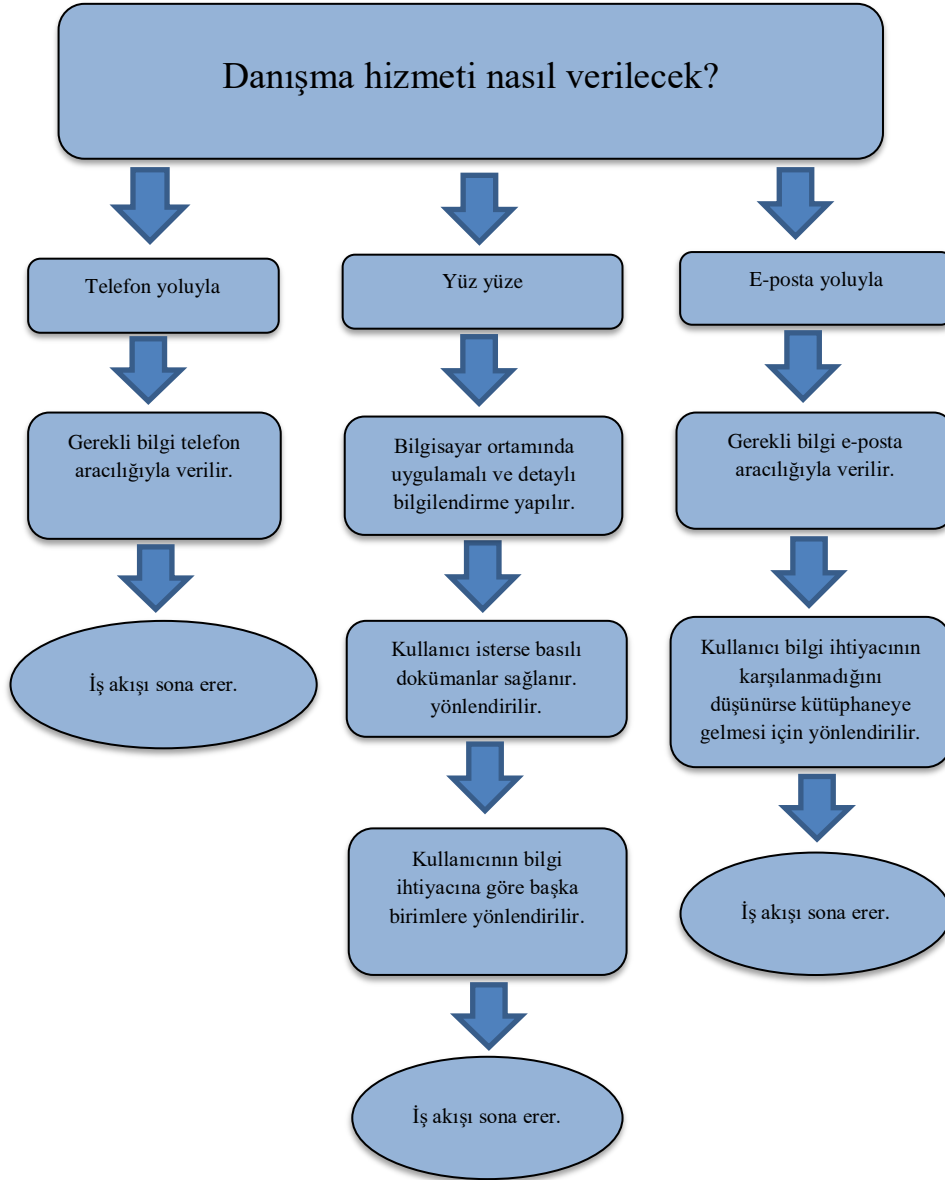 Danışma hizmeti nasıl verilecek?
Telefon yoluyla
Yüz yüze
E-posta yoluyla
Gerekli bilgi telefon
aracılığıyla verilir.
Bilgisayar ortamında
uygulamalı ve detaylı
bilgilendirme yapılır.
Gerekli bilgi e-posta
aracılığıyla verilir.
İş akışı sona erer.
Kullanıcı isterse basılı
dokümanlar sağlanır.
yönlendirilir.
Kullanıcı bilgi ihtiyacının
karşılanmadığını
düşünürse kütüphaneye
gelmesi için yönlendirilir.
Kullanıcının bilgi
ihtiyacına göre başka
birimlere yönlendirilir.
İş akışı sona erer.
İş akışı sona erer.